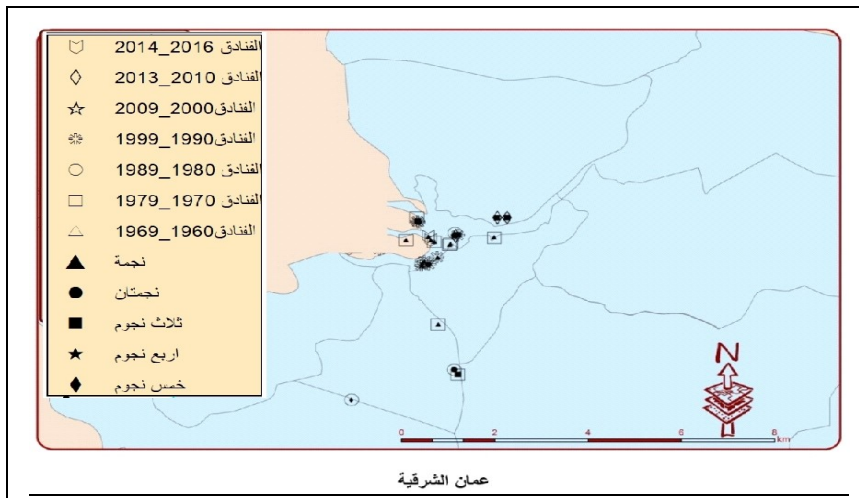 الفنادق 2016_2014
الفنادق 2010_2013
الفنادق2000_2009
الفنادق1990_1999
الفنادق 1980_1989
الفنادق 1970_1979
الفنادق1960_1969
نجمة
نجمتان
ثلاث نجوم
اربع نجوم
خمس نجوم
N
0 2 4 6 8
km
عمان الشرقية